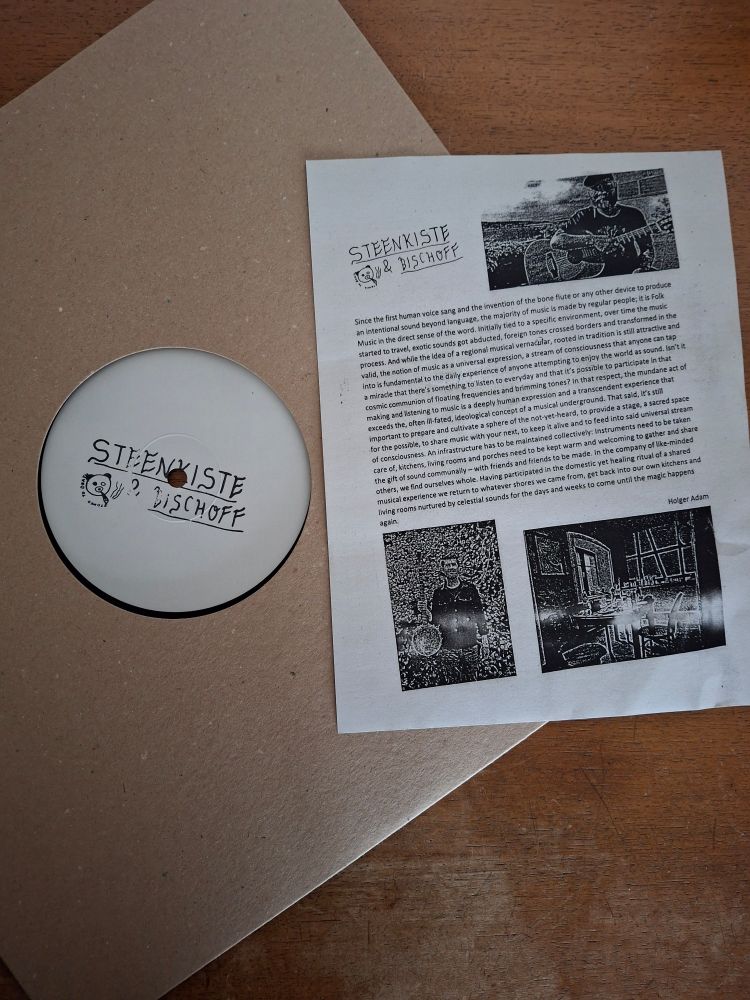 STEENKISTE
& BISCHOFF
STEENKISTE
& BISCHOFF
Since the first human voice sang and the invention of the bone flute or any other device to produce
an intentional sound beyond language, the majority of music is made by regular people; it is Folk
Music in the direct sense of the word. Initially tied to a specific environment, over time the music
started to travel, exotic sounds got abducted, foreign tones crossed borders and transformed in the
process. And while the idea of a regional musical vernacular, rooted in tradition is still attractive and
valid, the notion of music as a universal expression, a stream of consciousness that anyone can tap
into is fundamental to the daily experience of anyone attempting to enjoy the world as sound. Isn't it
a miracle that there's something to listen to everyday and that it's possible to participate in that
cosmic communion of floating frequencies and brimming tones? In that respect, the mundane act of
making and listening to music is a deeply human expression and a transcendent experience that
exceeds the, often ill-fated, ideological concept of a musical underground. That said, it's still
important to prepare and cultivate a sphere of the not-yet-heard, to provide a stage, a sacred space
for the possible, to share music with your next, to keep it alive and to feed into said universal stream
of consciousness. An infrastructure has to be maintained collectively: Instruments need to be taken
care of, kitchens, living rooms and porches need to be kept warm and welcoming to gather and share
the gift of sound communally – with friends and friends to be made. In the company of like-minded
others, we find ourselves whole. Having participated in the domestic yet healing ritual of a shared
musical experience we return to whatever shores we came from, get back into our own kitchens and
living rooms nurtured by celestial sounds for the days and weeks to come until the magic happens
again.
Holger Adam